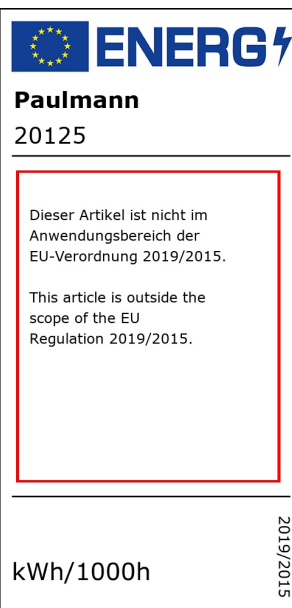 ENERG
Paulmann
20125
Dieser Artikel ist nicht im
Anwendungsbereich der
EU-Verordnung 2019/2015.
This article is outside the
scope of the EU
Regulation 2019/2015.
kWh/1000h
2019/2015